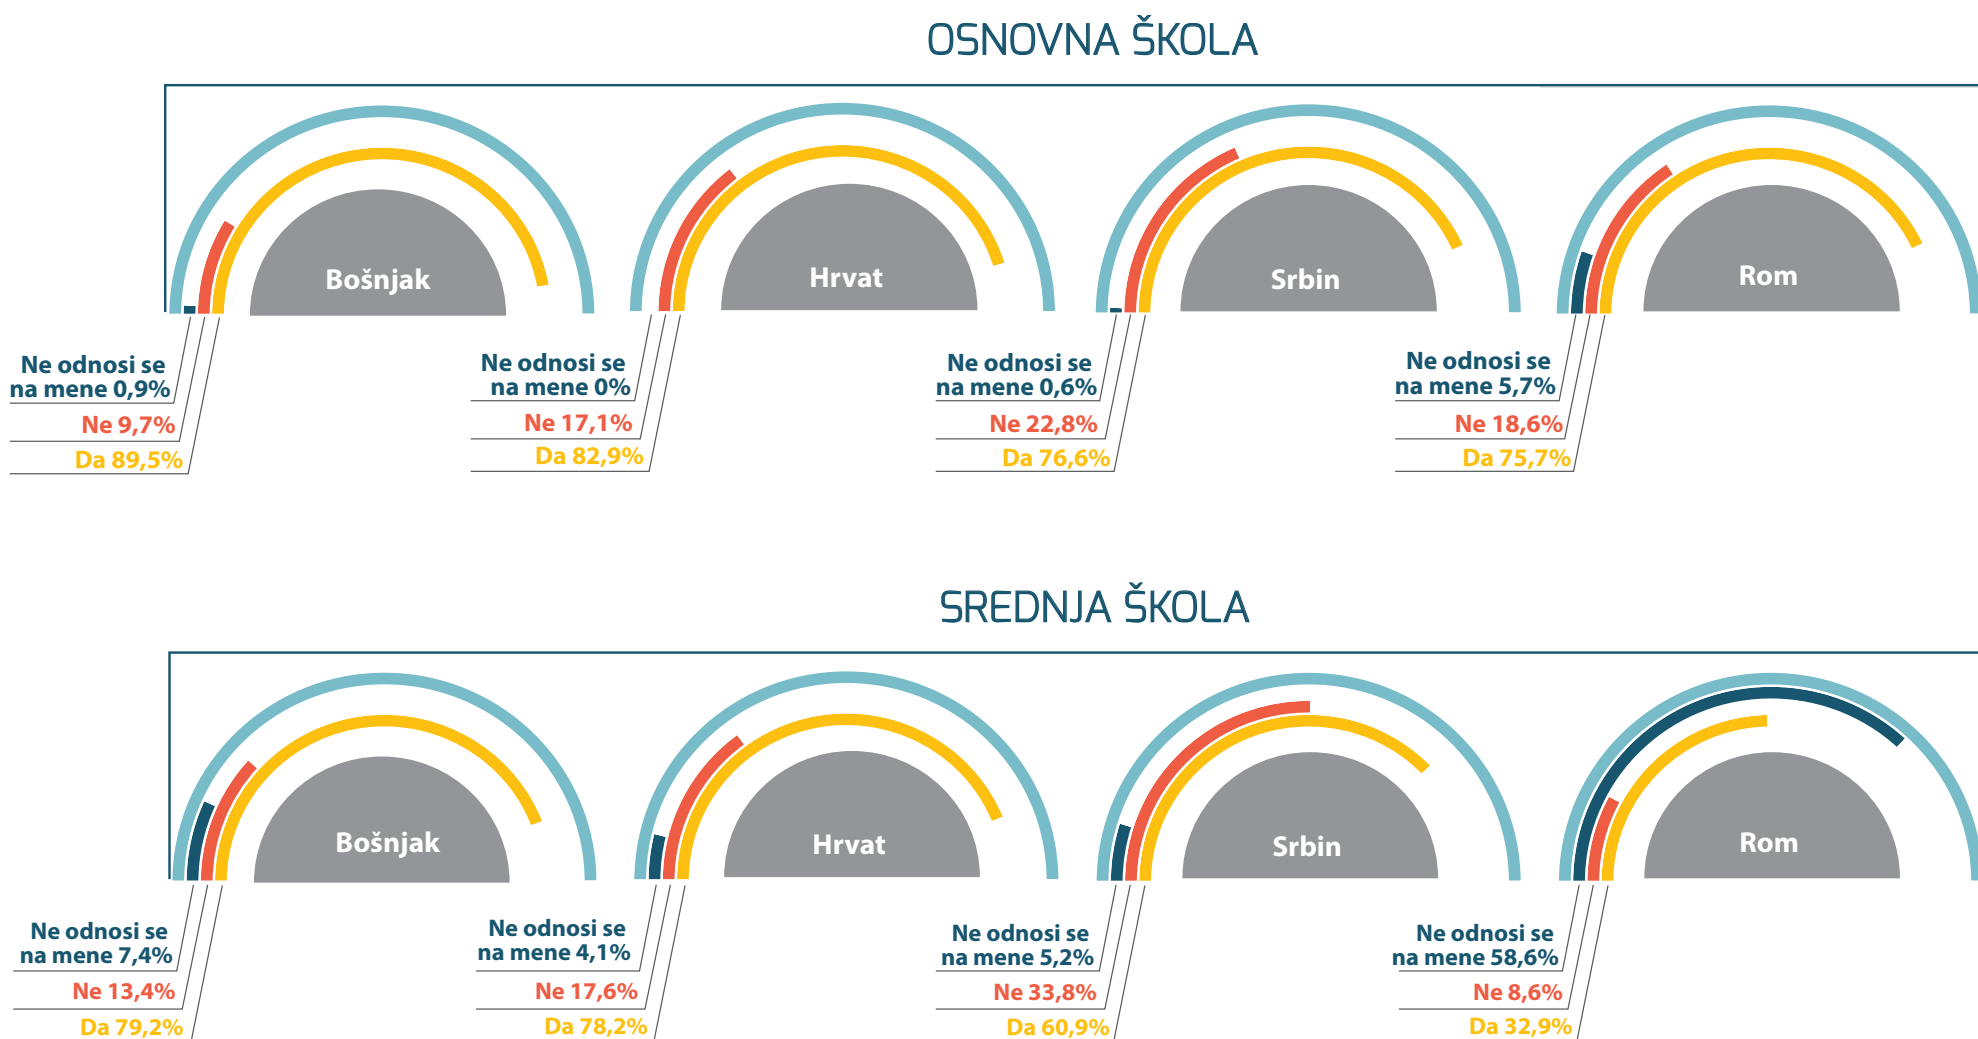 OSNOVNA ŠKOLA
Bošnjak
Ne odnosi se
na mene 0,9%
Ne 9,7%
Da 89,5%
Hrvat
Ne odnosi se
na mene 0%
Ne 17,1%
Da 82,9%
Srbin
Ne odnosi se
na mene 0,6%
Ne 22,8%
Da 76,6%
Rom
Ne odnosi se
na mene 5,7%
Ne 18,6%
Da 75,7%
SREDNJA ŠKOLA
Bošnjak
Ne odnosi se
na mene 7,4%
Ne 13,4%
Da 79,2%
Hrvat
Ne odnosi se
na mene 4,1%
Ne 17,6%
Da 78,2%
Srbin
Ne odnosi se
na mene 5,2%
Ne 33,8%
Da 60,9%
Rom
Ne odnosi se
na mene 58,6%
Ne 8,6%
Da 32,9%